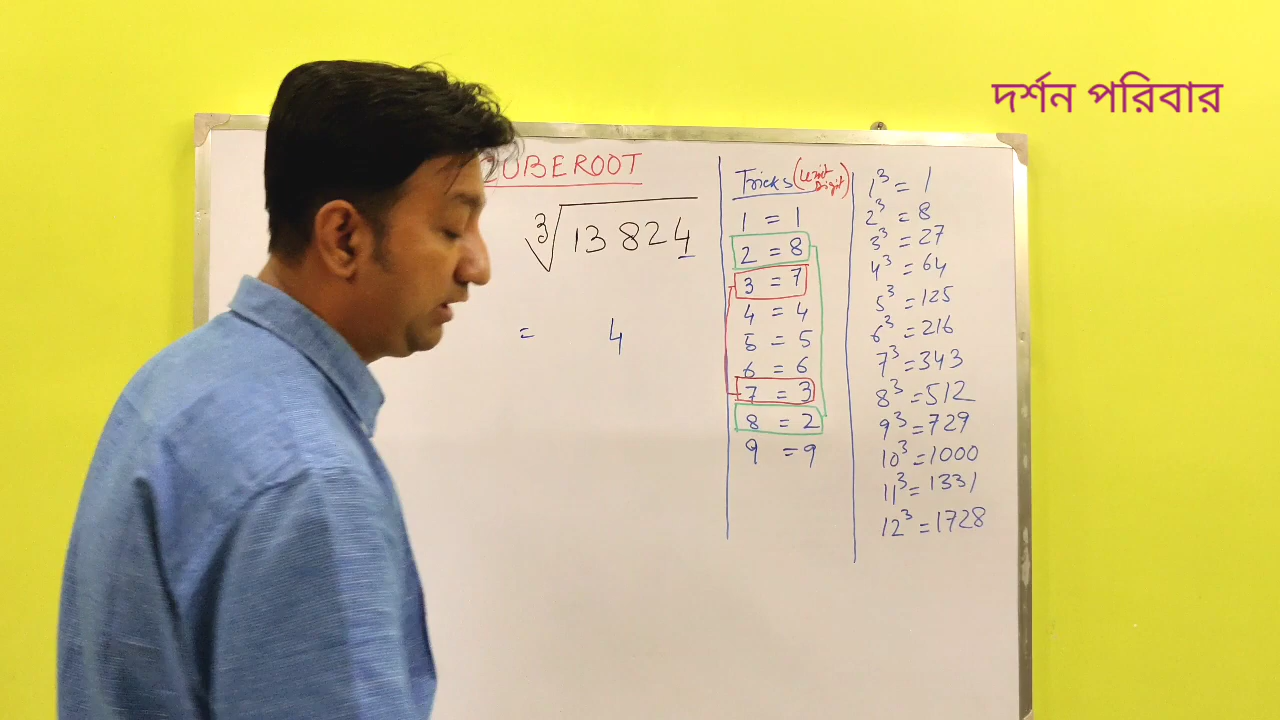 দর্শন পরিবার
CUBEROOT
∛13824
= 4
Tricks (Unit Digit)
1 = 1
2 = 8
3 = 7
4 = 4
5 = 5
6 = 6
7 = 3
8 = 2
9 = 9
1³ = 1
2³ = 8
3³ = 27
4³ = 64
5³ = 125
6³ = 216
7³ = 343
8³ = 512
9³ = 729
10³ = 1000
11³ = 1331
12³ = 1728